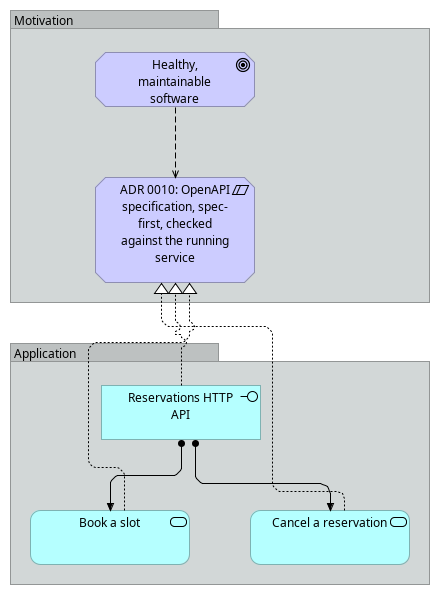 Motivation
Healthy,
maintainable
software
ADR 0010: OpenAPI
specification, spec-
first, checked
against the running
service
Application
Reservations HTTP
API
Book a slot
Cancel a reservation